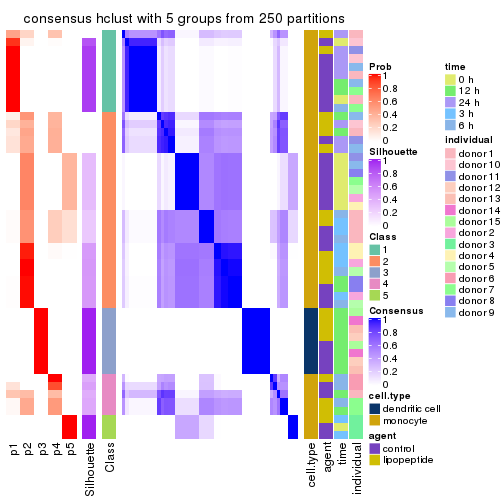 consensus hclust with 5 groups from 250 partitions
Prob
1
0.8
0.6
0.4
0.2
0
Silhouette
1
0.8
0.6
0.4
0.2
0
Class
1
2
3
4
5
Consensus
1
0.8
0.6
0.4
0.2
0
cell.type
dendritic cell
monocyte
agent
control
lipopeptide
time
0 h
12 h
24 h
3 h
6 h
individual
donor 1
donor 10
donor 11
donor 12
donor 13
donor 14
donor 15
donor 2
donor 3
donor 4
donor 5
donor 6
donor 7
donor 8
donor 9
p1
p2
p3
p4
p5
Silhouette
Class
cell.type
agent
time
individual